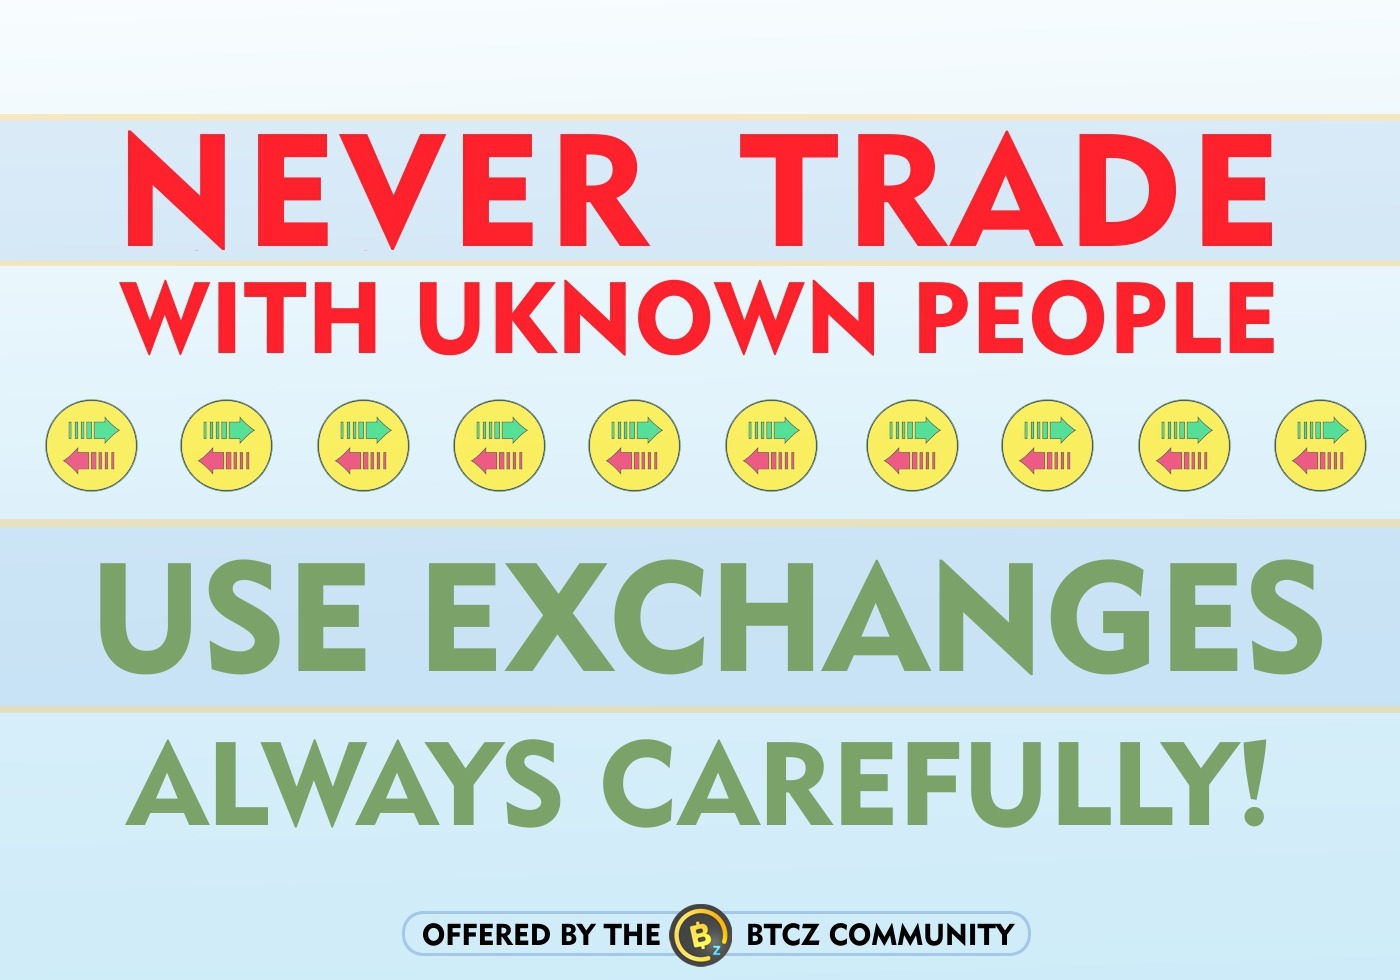 NEVER TRADE
WITH UKNOWN PEOPLE
USE EXCHANGES
ALWAYS CAREFULLY!
OFFERED BY THE BTCZ COMMUNITY